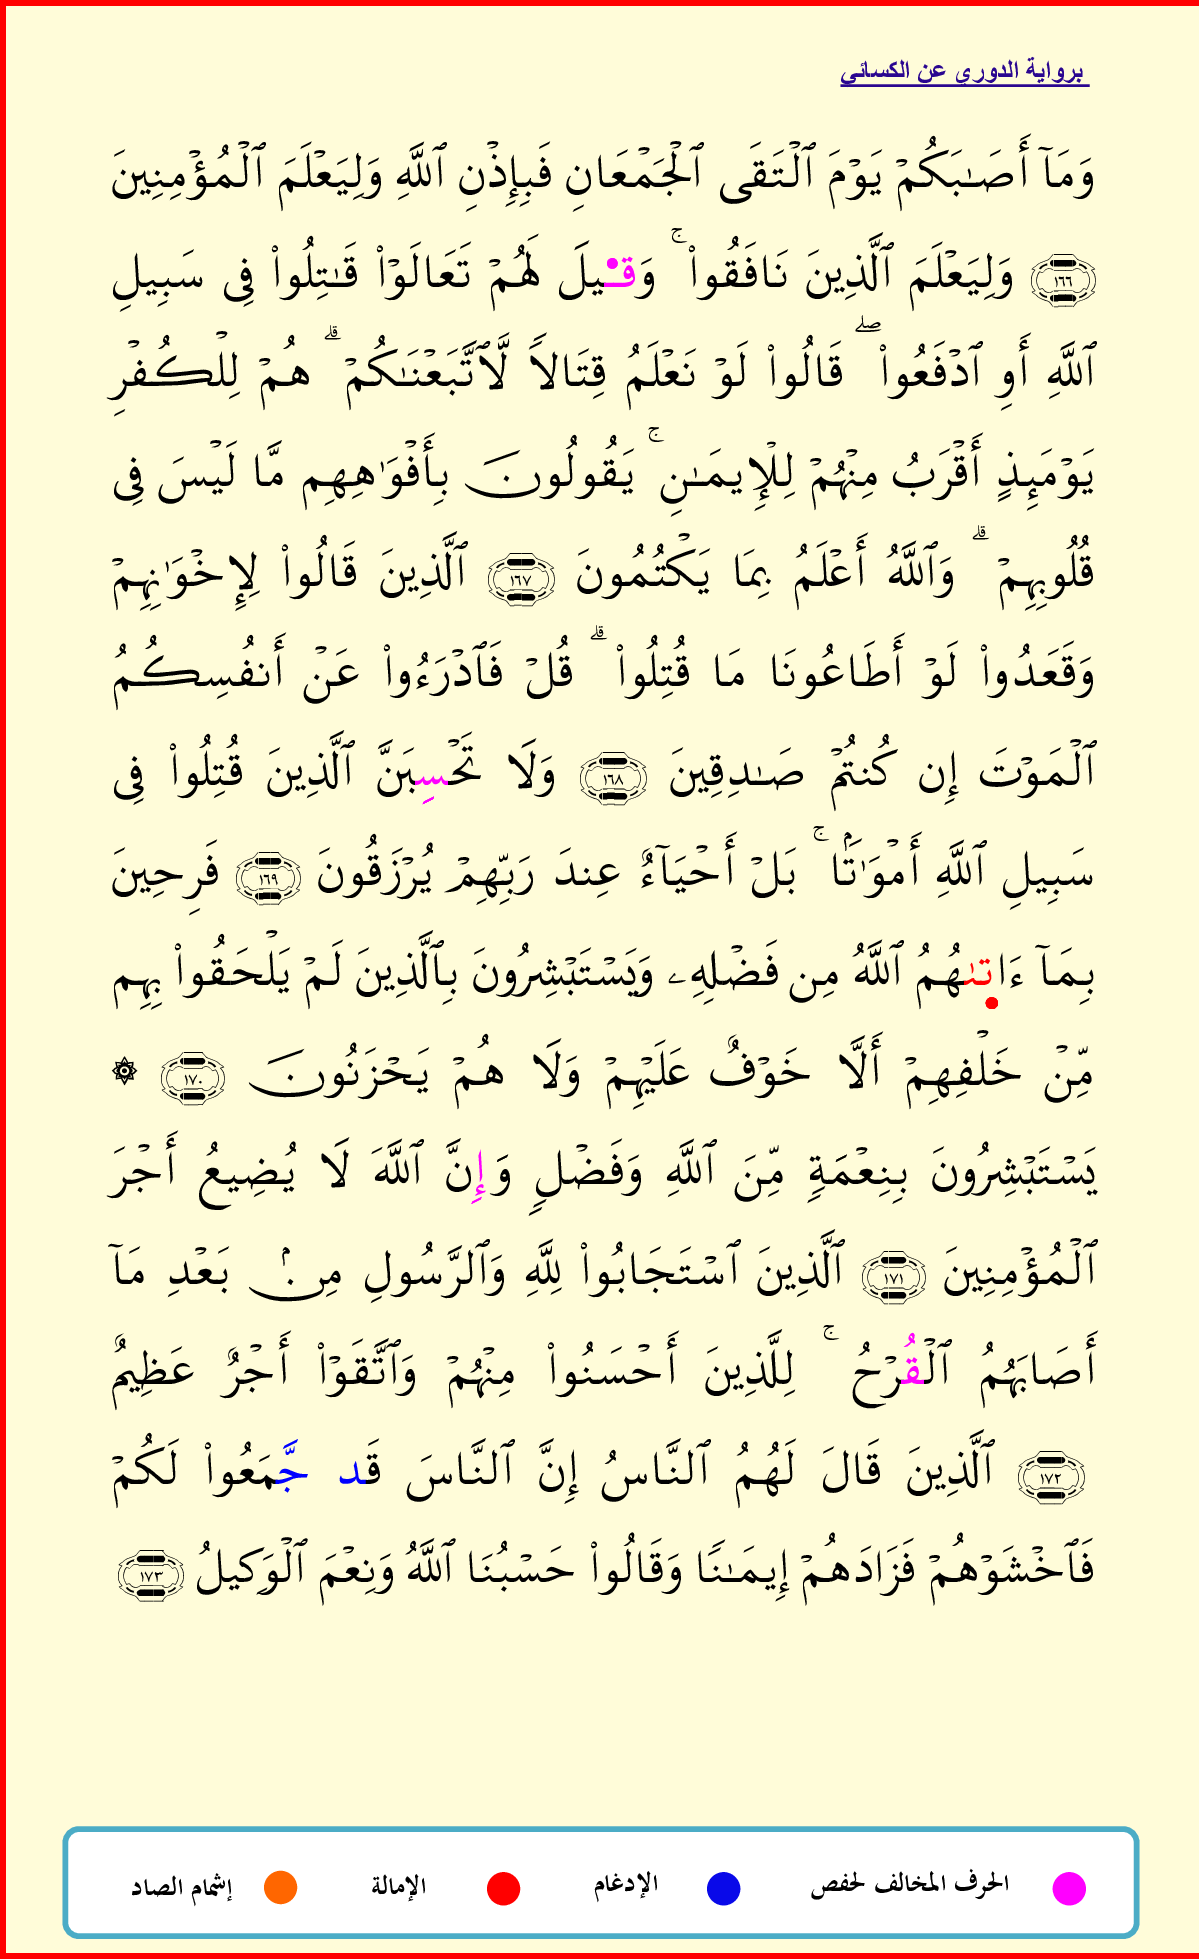 برواية الدوري عن الكسائي
وَمَآ أَصَـٰبَكُمْ يَوْمَ ٱلْتَقَى ٱلْجَمْعَانِ فَبِإِذْنِ ٱللَّهِ وَلِيَعْلَمَ ٱلْمُؤْمِنِينَ
١٦٦ وَلِيَعْلَمَ ٱلَّذِينَ نَافَقُوا۟ ۚ وَقِيلَ لَهُمْ تَعَالَوْا۟ قَـٰتِلُوا۟ فِى سَبِيلِ
ٱللَّهِ أَوِ ٱدْفَعُوا۟ ۖ قَالُوا۟ لَوْ نَعْلَمُ قِتَالًا لَّٱتَّبَعْنَـٰكُمْ ۗ هُمْ لِلْكُفْرِ
يَوْمَئِذٍ أَقْرَبُ مِنْهُمْ لِلْإِيمَـٰنِ ۚ يَقُولُونَ بِأَفْوَٰهِهِم مَّا لَيْسَ فِى
قُلُوبِهِمْ ۗ وَٱللَّهُ أَعْلَمُ بِمَا يَكْتُمُونَ ١٦٧ ٱلَّذِينَ قَالُوا۟ لِإِخْوَٰنِهِمْ
وَقَعَدُوا۟ لَوْ أَطَاعُونَا مَا قُتِلُوا۟ ۗ قُلْ فَٱدْرَءُوا۟ عَنْ أَنفُسِكُمُ
ٱلْمَوْتَ إِن كُنتُمْ صَـٰدِقِينَ ١٦٨ وَلَا تَحْسِبَنَّ ٱلَّذِينَ قُتِلُوا۟ فِى
سَبِيلِ ٱللَّهِ أَمْوَٰتَۢا ۚ بَلْ أَحْيَآءٌ عِندَ رَبِّهِمْ يُرْزَقُونَ ١٦٩ فَرِحِينَ
بِمَآ ءَاتَىٰهُمُ ٱللَّهُ مِن فَضْلِهِۦ وَيَسْتَبْشِرُونَ بِٱلَّذِينَ لَمْ يَلْحَقُوا۟ بِهِم
مِّنْ خَلْفِهِمْ أَلَّا خَوْفٌ عَلَيْهِمْ وَلَا هُمْ يَحْزَنُونَ ١٧٠ ۞
يَسْتَبْشِرُونَ بِنِعْمَةٍ مِّنَ ٱللَّهِ وَفَضْلٍ وَإِنَّ ٱللَّهَ لَا يُضِيعُ أَجْرَ
ٱلْمُؤْمِنِينَ ١٧١ ٱلَّذِينَ ٱسْتَجَابُوا۟ لِلَّهِ وَٱلرَّسُولِ مِنۢ بَعْدِ مَآ
أَصَابَهُمُ ٱلْقُرْحُ ۚ لِلَّذِينَ أَحْسَنُوا۟ مِنْهُمْ وَٱتَّقَوْا۟ أَجْرٌ عَظِيمٌ
١٧٢ ٱلَّذِينَ قَالَ لَهُمُ ٱلنَّاسُ إِنَّ ٱلنَّاسَ قَد جَّمَعُوا۟ لَكُمْ
فَٱخْشَوْهُمْ فَزَادَهُمْ إِيمَـٰنًا وَقَالُوا۟ حَسْبُنَا ٱللَّهُ وَنِعْمَ ٱلْوَكِيلُ ١٧٣
الحرف المخالف لحفص الإدغام الإمالة إشمام الصاد